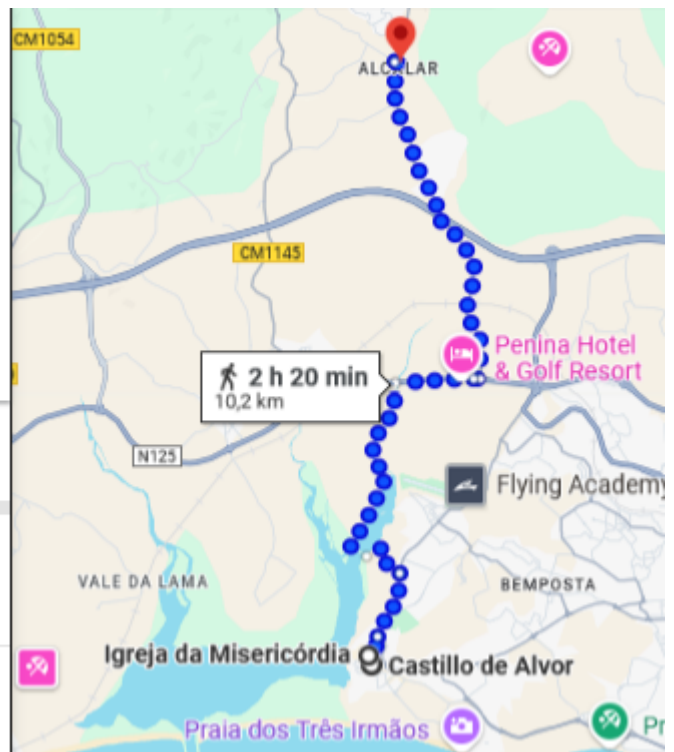 CM1054
ALCALAR
CM1145
Penina Hotel
& Golf Resort
2 h 20 min
10,2 km
N125
Flying Academy
VALE DA LAMA
BEMPOSTA
Igreja da Misericórdia
Castillo de Alvor
Praia dos Três Irmãos
Pr